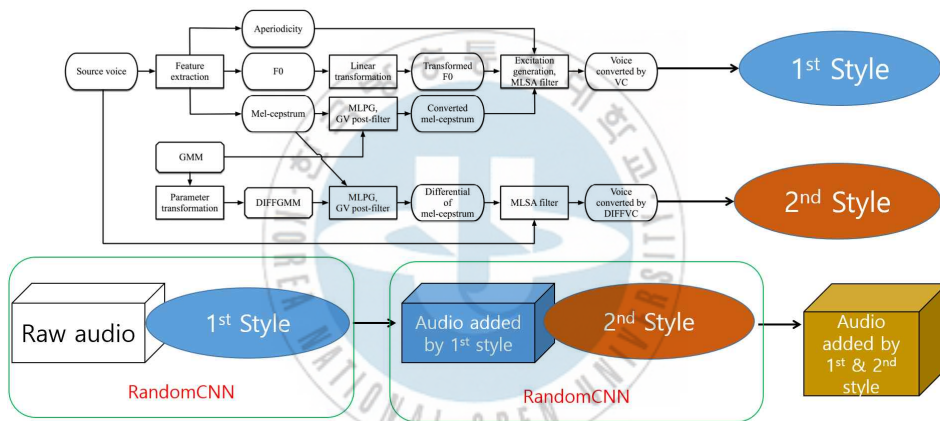 Aperiodicity
Source voice
Feature
extraction
F0
Linear
transformation
Transformed
F0
Excitation
generation,
MLSA filter
Voice
converted by
VC
1st Style
Mel-cepstrum
MLPG,
GV post-filter
Converted
mel-cepstrum
GMM
Parameter
transformation
DIFFGMM
MLPG,
GV post-filter
Differential
of
mel-cepstrum
MLSA filter
Voice
converted by
DIFFVC
2nd Style
Raw audio
1st Style
RandomCNN
Audio added
by 1st style
2nd Style
RandomCNN
Audio
added by
1st & 2nd
style